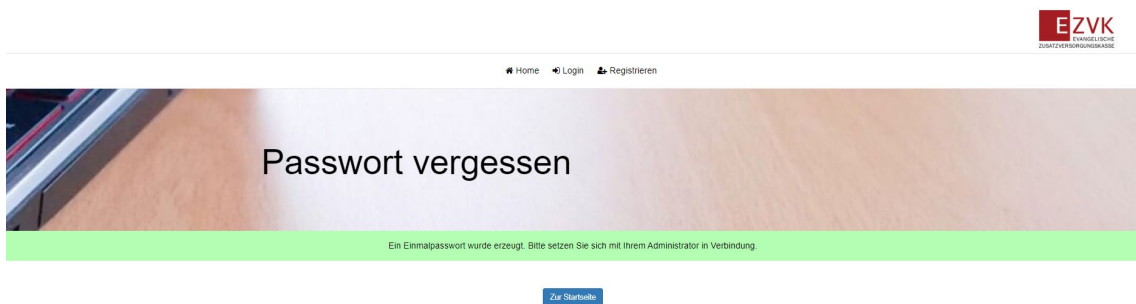 EZVK
EVANGELISCHE
ZUSATZVERSORGUNGSKASSE
Home Login Registrieren
Passwort vergessen
Ein Einmalpasswort wurde erzeugt. Bitte setzen Sie sich mit Ihrem Administrator in Verbindung.
Zur Startseite